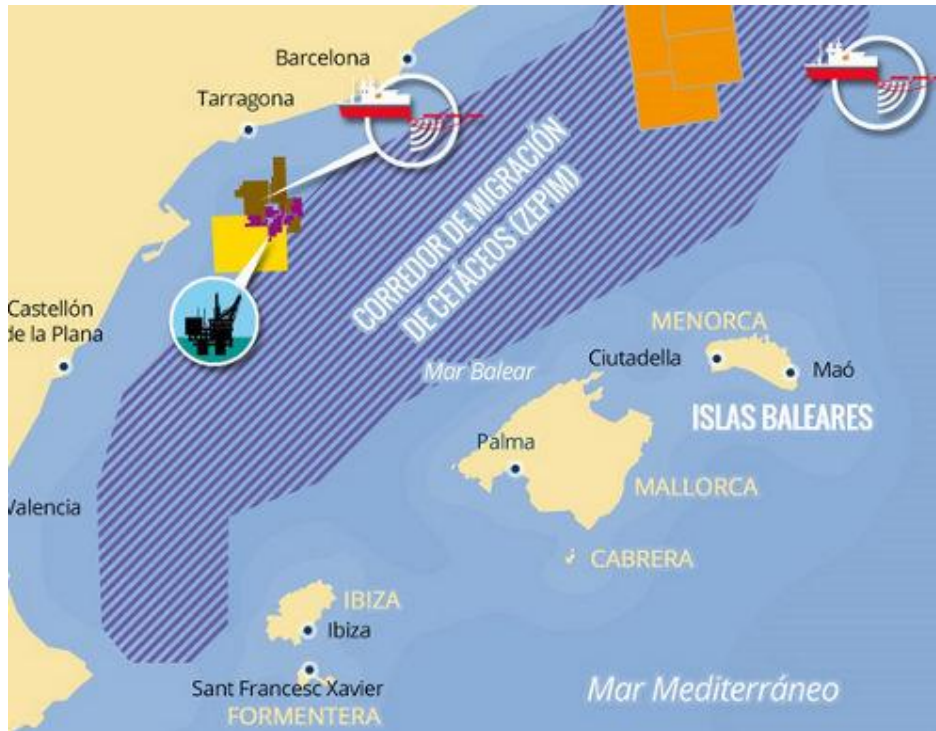 Barcelona
Tarragona
CORREDOR DE MIGRACIÓN
DE CETÁCEOS (ZEPIM)
Castellón
de la Plana
MENORCA
Ciutadella
Maó
Mar Balear
ISLAS BALEARES
Palma
MALLORCA
Valencia
CABRERA
IBIZA
Ibiza
Sant Francesc Xavier
FORMENTERA
Mar Mediterráneo